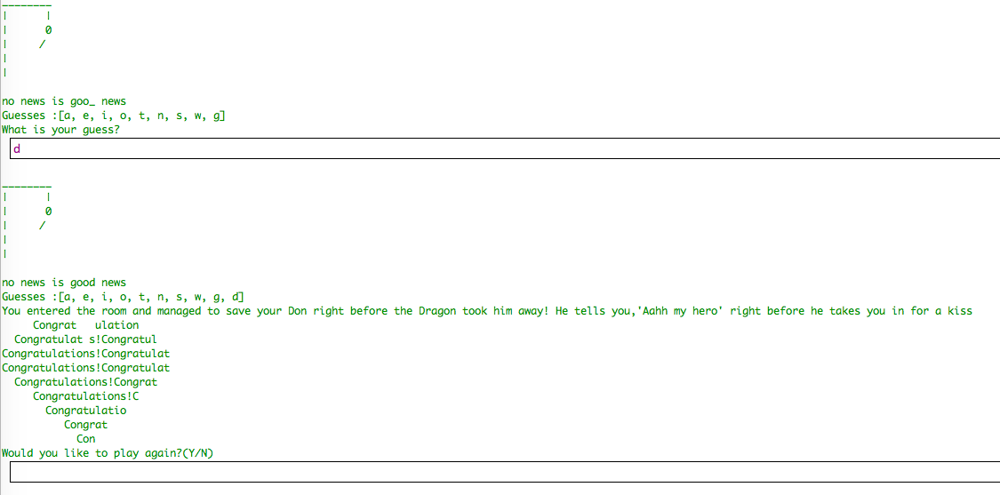 ________
|      |
|      0
|     /
|
|
no news is goo_ news
Guesses :[a, e, i, o, t, n, s, w, g]
What is your guess?
d
________
|      |
|      0
|     /
|
|
no news is good news
Guesses :[a, e, i, o, t, n, s, w, g, d]
You entered the room and managed to save your Don right before the Dragon took him away! He tells you,'Aahh my hero' right before he takes you in for a kiss
     Congrat   ulation
  Congratulat s!Congratul
Congratulations!Congratulat
Congratulations!Congratulat
  Congratulations!Congrat
     Congratulations!C
       Congratulatio
          Congrat
            Con
Would you like to play again?(Y/N)